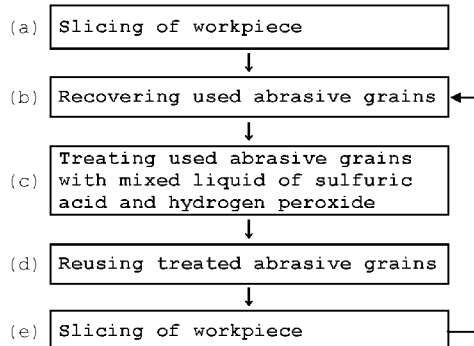 (a) Slicing of workpiece
(b) Recovering used abrasive grains
Treating used abrasive grains
(c) with mixed liquid of sulfuric
acid and hydrogen peroxide
(d) Reusing treated abrasive grains
(e) Slicing of workpiece